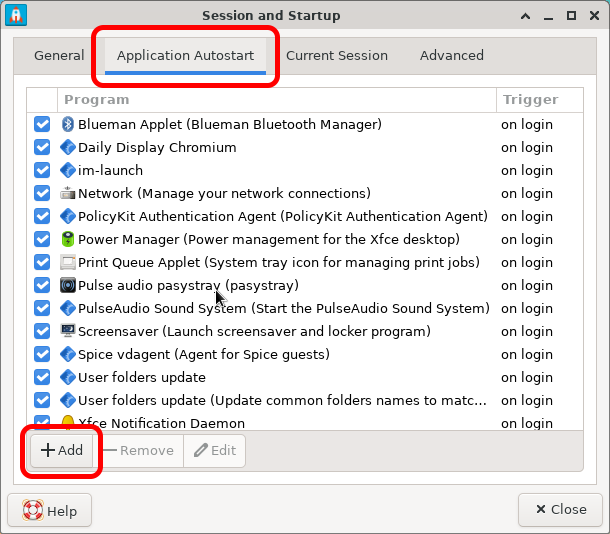 Session and Startup
General Application Autostart Current Session Advanced
Program Trigger
Blueman Applet (Blueman Bluetooth Manager) on login
Daily Display Chromium on login
im-launch on login
Network (Manage your network connections) on login
PolicyKit Authentication Agent (PolicyKit Authentication Agent) on login
Power Manager (Power management for the Xfce desktop) on login
Print Queue Applet (System tray icon for managing print jobs) on login
Pulse audio pasystray (pasystray) on login
PulseAudio Sound System (Start the PulseAudio Sound System) on login
Screensaver (Launch screensaver and locker program) on login
Spice vdagent (Agent for Spice guests) on login
User folders update on login
User folders update (Update common folders names to matc... on login
Xfce Notification Daemon on login
Add Remove Edit
Help Close